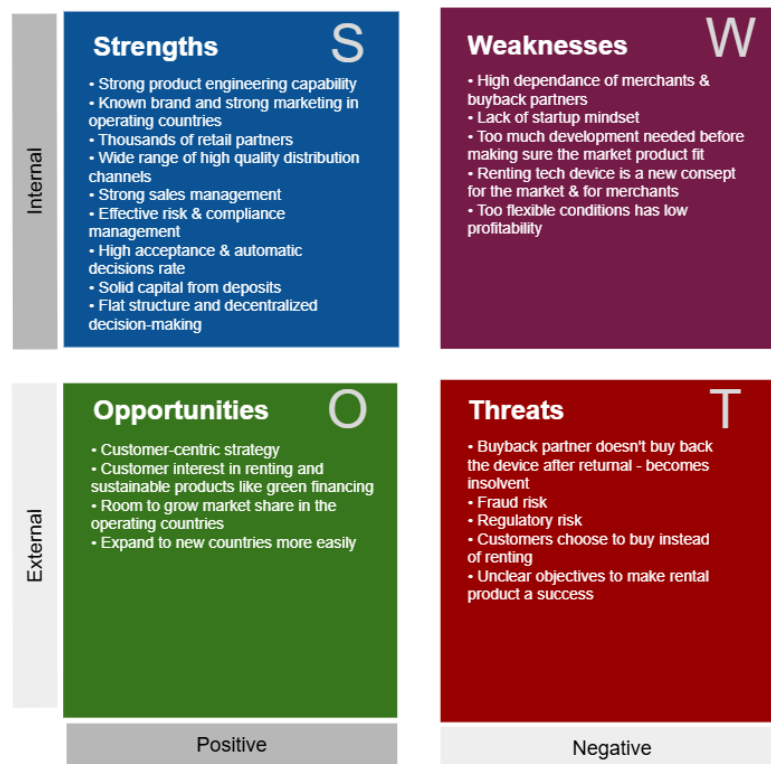 Internal
Strengths
S
• Strong product engineering capability
• Known brand and strong marketing in
operating countries
• Thousands of retail partners
• Wide range of high quality distribution
channels
• Strong sales management
• Effective risk & compliance
management
• High acceptance & automatic
decisions rate
• Solid capital from deposits
• Flat structure and decentralized
decision-making
Weaknesses
W
• High dependance of merchants &
buyback partners
• Lack of startup mindset
• Too much development needed before
making sure the market product fit
• Renting tech device is a new consept
for the market & for merchants
• Too flexible conditions has low
profitability
External
Opportunities
O
• Customer-centric strategy
• Customer interest in renting and
sustainable products like green financing
• Room to grow market share in the
operating countries
• Expand to new countries more easily
Threats
T
• Buyback partner doesn't buy back
the device after returnal - becomes
insolvent
• Fraud risk
• Regulatory risk
• Customers choose to buy instead
of renting
• Unclear objectives to make rental
product a success
Positive
Negative